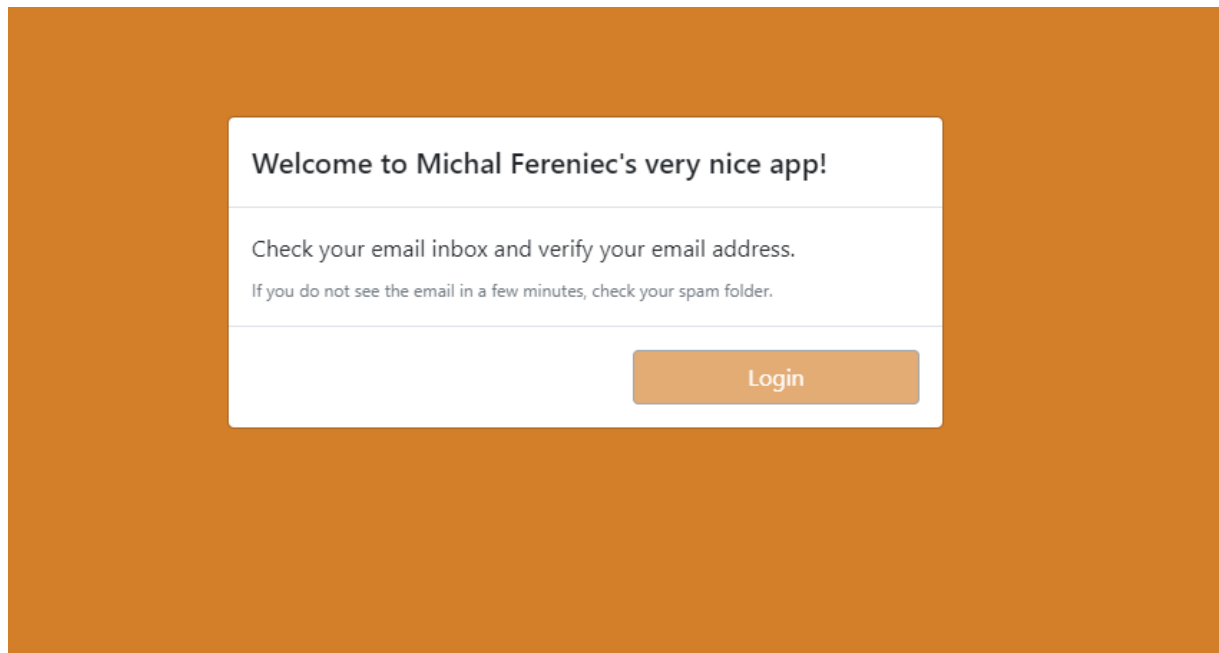 Welcome to Michal Fereniec's very nice app!
Check your email inbox and verify your email address.
If you do not see the email in a few minutes, check your spam folder.
Login